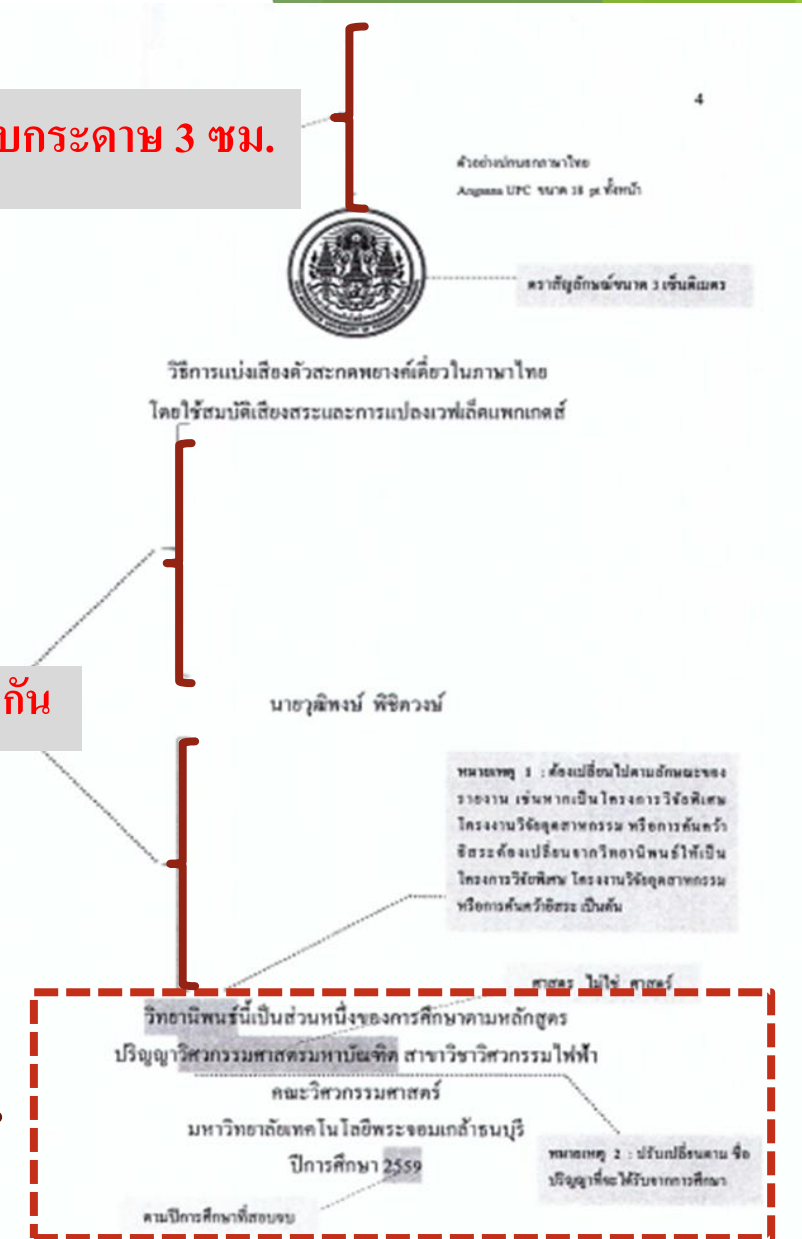 4
บกระดาษ 3 ซม.
ตัวอย่างปกนอกภาษาไทย
Angsana UPC ขนาด 18 pt ทั้งหน้า
ตราสัญลักษณ์ขนาด 3 เซ็นติเมตร
วิธีการแบ่งเสียงตัวสะกดพยางค์เดี่ยวในภาษาไทย
โดยใช้สมบัติเสียงสระและการแปลงเวฟเล็ตแพกเกตส์
กัน
นายวุฒิพงษ์ พิชิตวงษ์
หมายเหตุ 1 : ต้องเปลี่ยนไปตามลักษณะของ
รายงาน เช่นหากเป็นโครงการวิจัยพิเศษ
โครงงานวิจัยอุตสาหกรรม หรือการค้นคว้า
อิสระต้องเปลี่ยนจากวิทยานิพนธ์ให้เป็น
โครงการวิจัยพิเศษ โครงงานวิจัยอุตสาหกรรม
หรือการค้นคว้าอิสระ เป็นต้น
ศาสตร ไม่ใช่ ศาสตร์
วิทยานิพนธ์นี้เป็นส่วนหนึ่งของการศึกษาตามหลักสูตร
ปริญญาวิศวกรรมศาสตรมหาบัณฑิต สาขาวิชาวิศวกรรมไฟฟ้า
คณะวิศวกรรมศาสตร์
มหาวิทยาลัยเทคโนโลยีพระจอมเกล้าธนบุรี
ปีการศึกษา 2559
หมายเหตุ 2 : ปรับเปลี่ยนตาม ชื่อ
ปริญญาที่จะได้รับจากการศึกษา
ตามปีการศึกษาที่สอบจบ